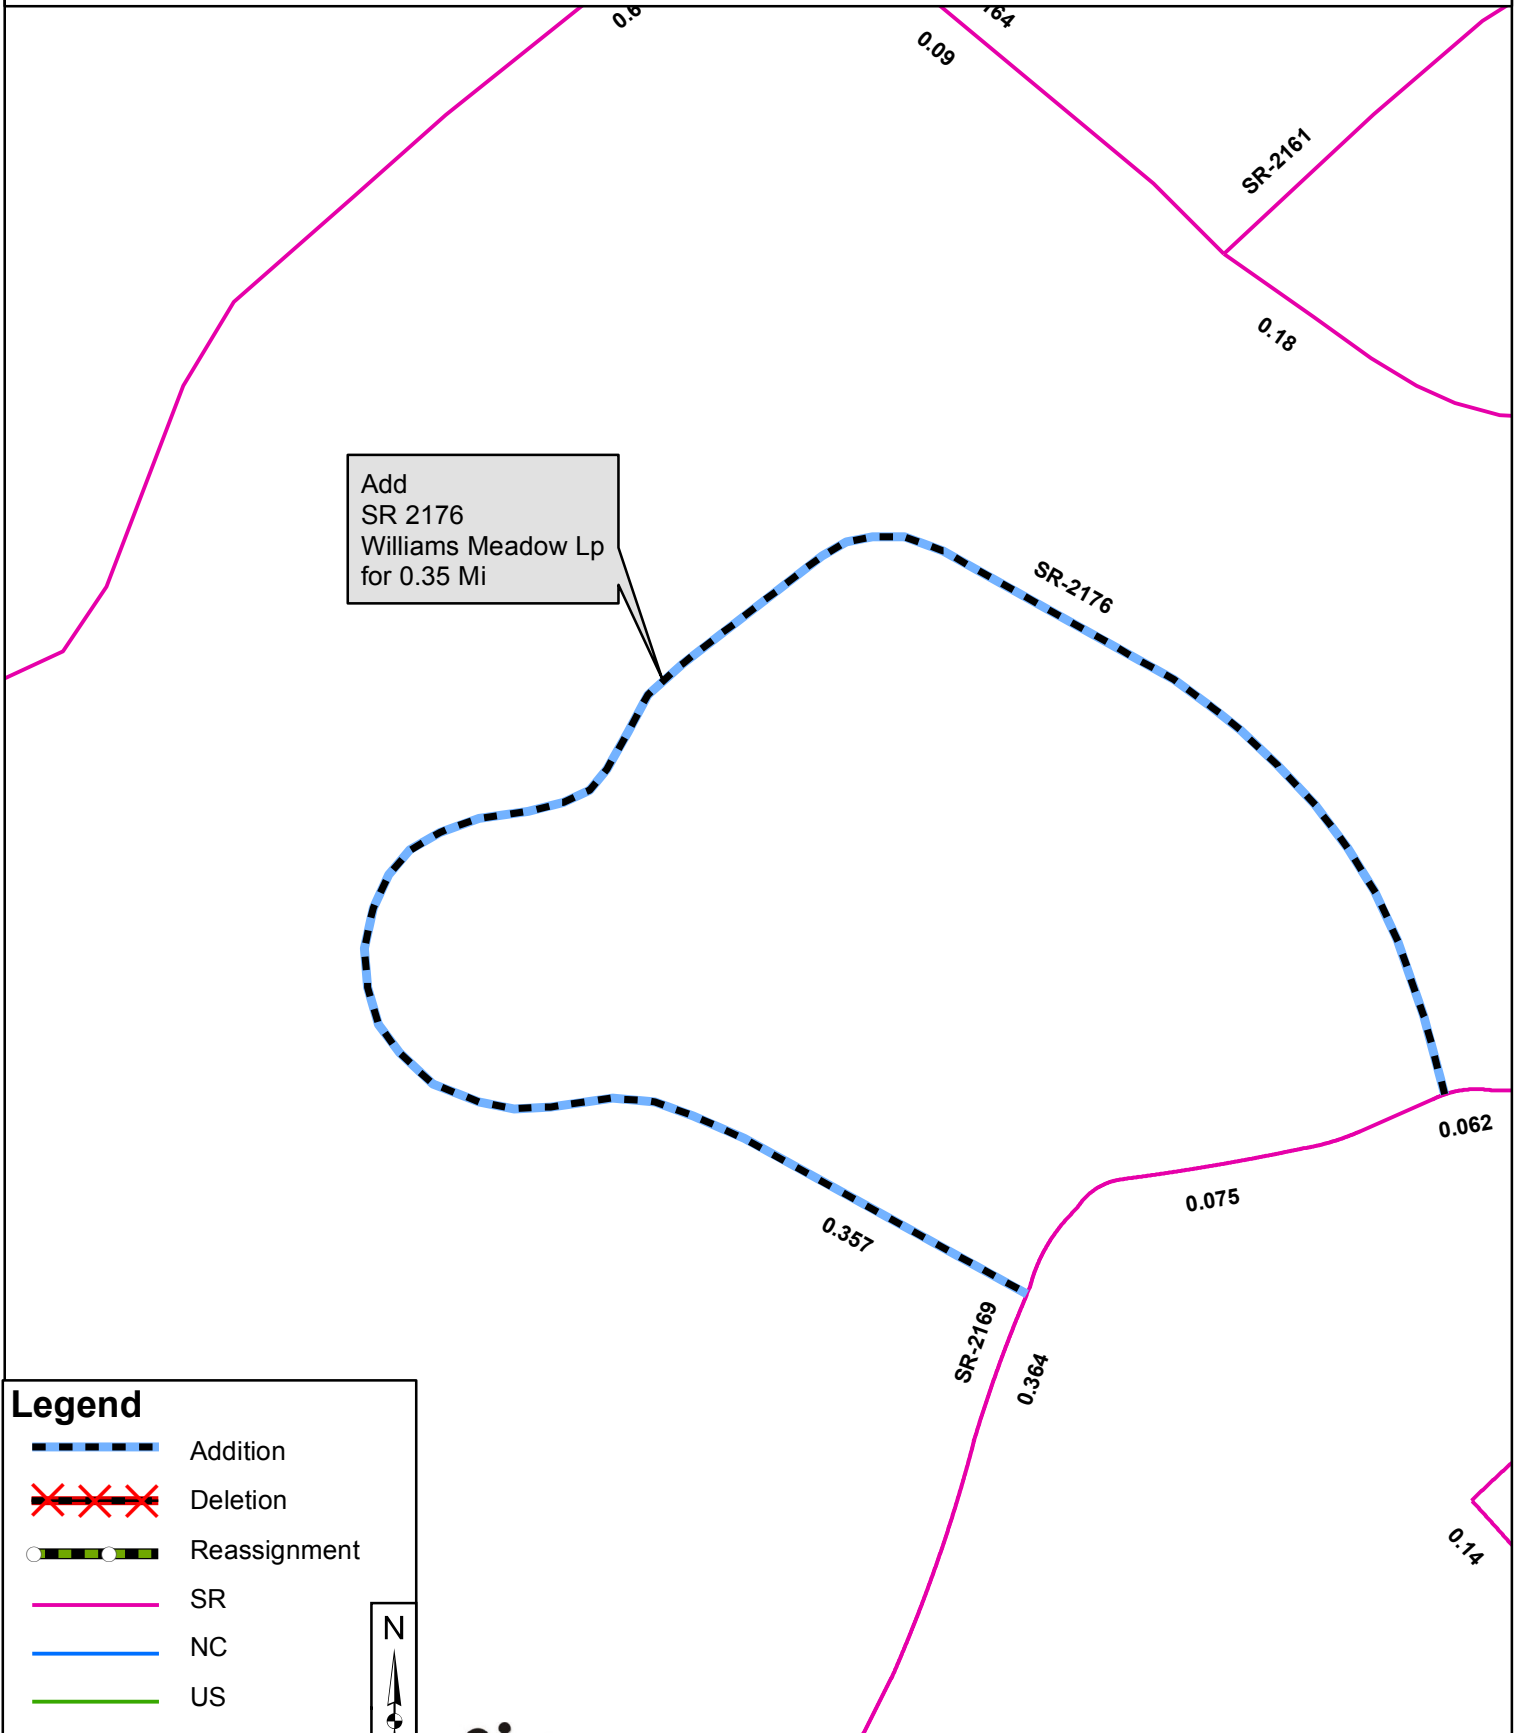 0.09
SR-2161
0.18
Add
SR 2176
Williams Meadow Lp
for 0.35 Mi
SR-2176
0.062
0.075
0.357
SR-2169
0.364
0.14
Legend
Addition
Deletion
Reassignment
SR
NC
US
N